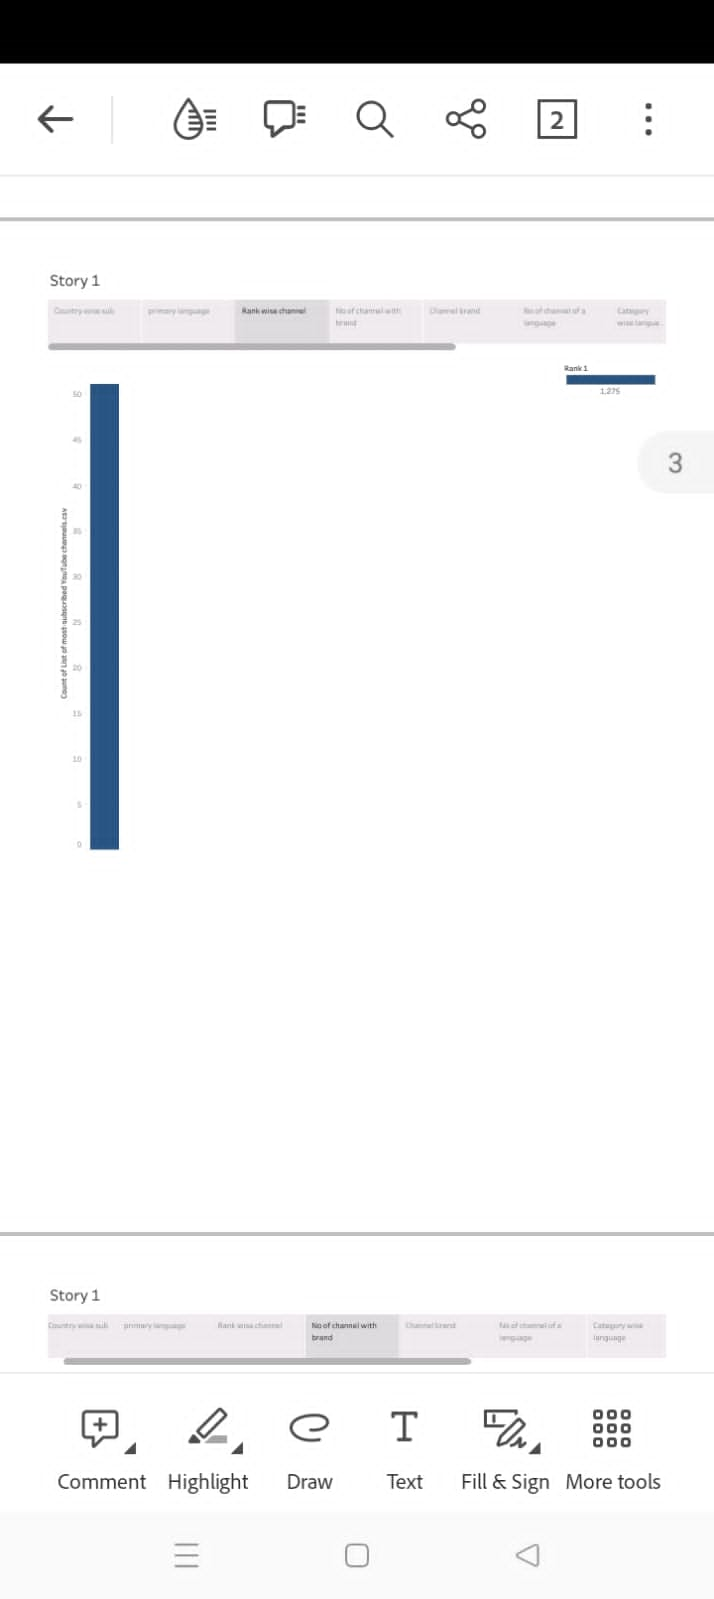 2
Story 1
Country wise sub
primary language
Rank wise channel
No of channel with
brand
Channel brand
No of channel of a
language
Category
wise langua..
Rank 1
1,275
50
45
40
35
30
25
20
15
10
5
0
Count of List of most-subscribed YouTube channels.csv
3
Story 1
Country wise sub
primary language
Rank wise channel
No of channel with
brand
Channel brand
No of channel of a
language
Category wise
language
Comment
Highlight
Draw
T
Text
Fill & Sign
More tools